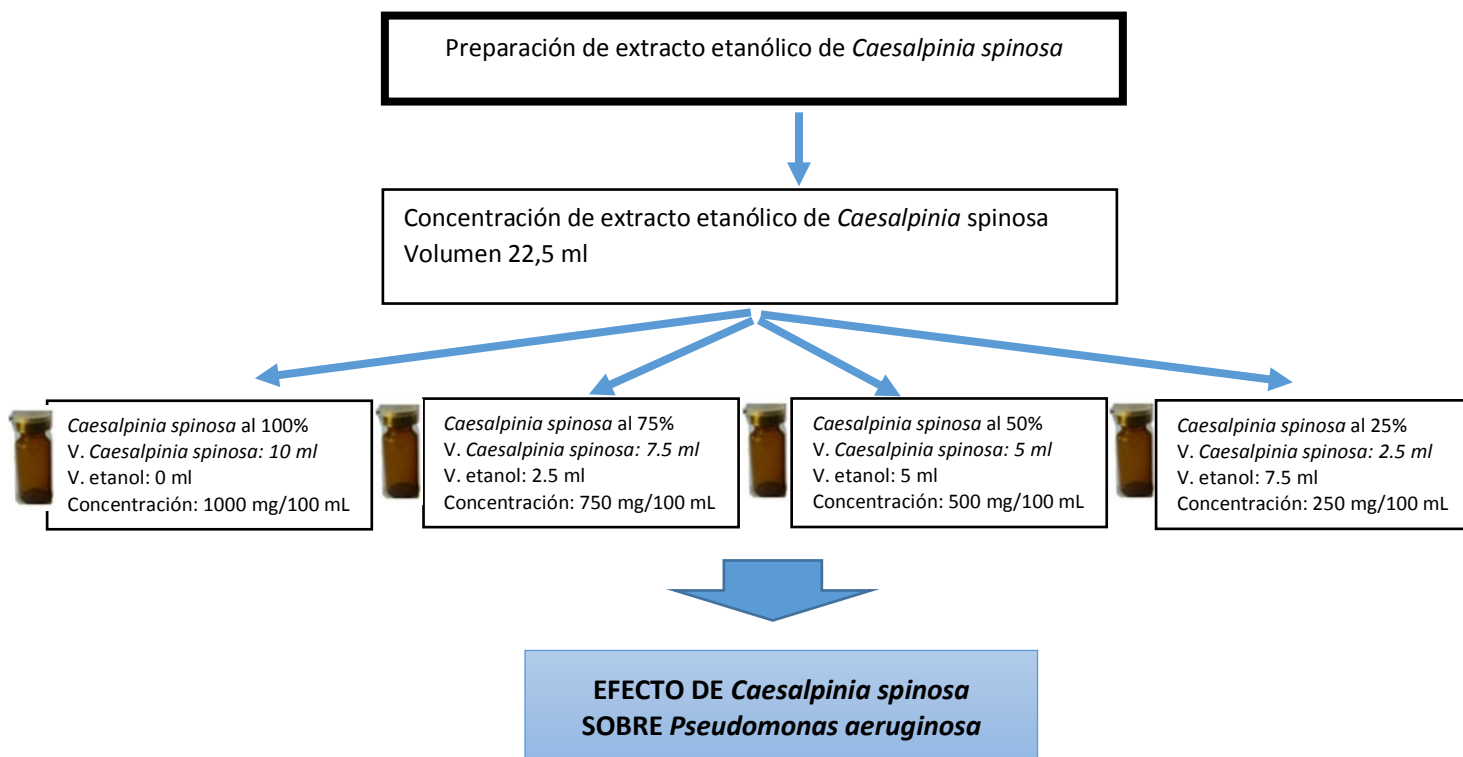 Preparación de extracto etanólico de Caesalpinia spinosa
Concentración de extracto etanólico de Caesalpinia spinosa
Volumen 22,5 ml
Caesalpinia spinosa al 100%
V. Caesalpinia spinosa: 10 ml
V. etanol: 0 ml
Concentración: 1000 mg/100 mL
Caesalpinia spinosa al 75%
V. Caesalpinia spinosa: 7.5 ml
V. etanol: 2.5 ml
Concentración: 750 mg/100 mL
Caesalpinia spinosa al 50%
V. Caesalpinia spinosa: 5 ml
V. etanol: 5 ml
Concentración: 500 mg/100 mL
Caesalpinia spinosa al 25%
V. Caesalpinia spinosa: 2.5 ml
V. etanol: 7.5 ml
Concentración: 250 mg/100 mL
EFECTO DE Caesalpinia spinosa
SOBRE Pseudomonas aeruginosa